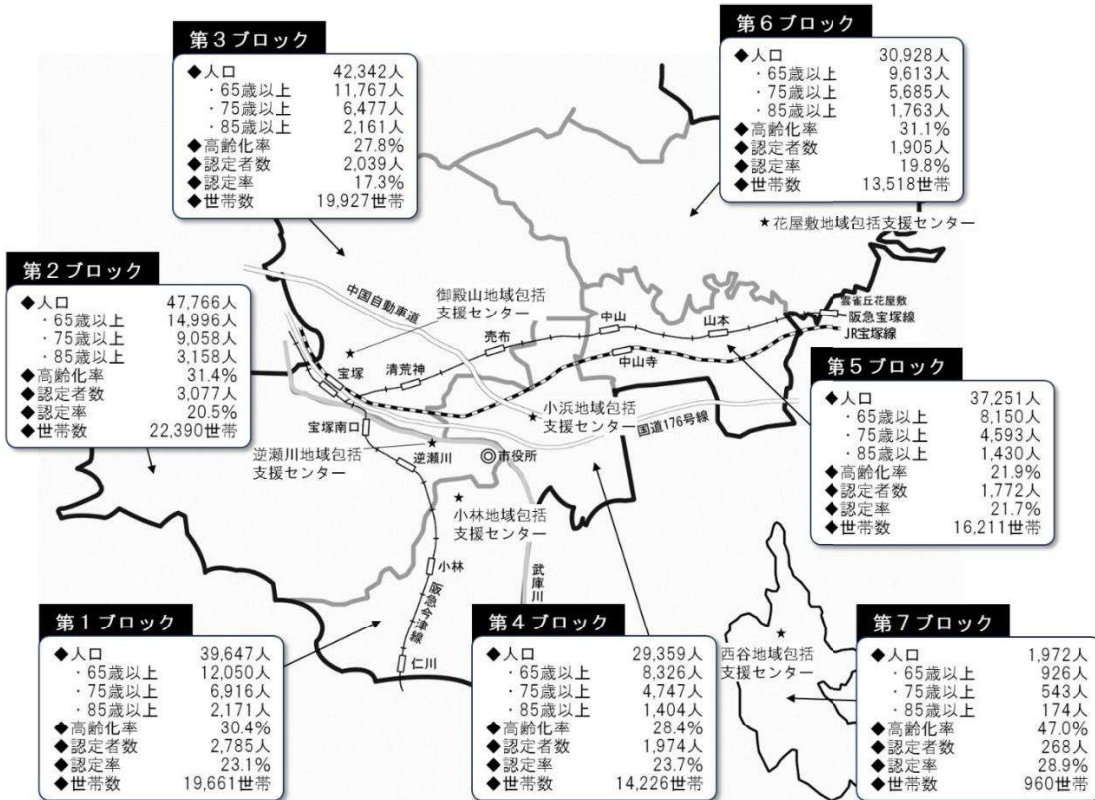 第３ブロック
◆人口 42,342人
・65歳以上 11,767人
・75歳以上 6,477人
・85歳以上 2,161人
◆高齢化率 27.8%
◆認定者数 2,039人
◆認定率 17.3%
◆世帯数 19,927世帯
第６ブロック
◆人口 30,928人
・65歳以上 9,613人
・75歳以上 5,685人
・85歳以上 1,763人
◆高齢化率 31.1%
◆認定者数 1,905人
◆認定率 19.8%
◆世帯数 13,518世帯
★花屋敷地域包括支援センター
第２ブロック
◆人口 47,766人
・65歳以上 14,996人
・75歳以上 9,058人
・85歳以上 3,158人
◆高齢化率 31.4%
◆認定者数 3,077人
◆認定率 20.5%
◆世帯数 22,390世帯
中国自動車道
御殿山地域包括
支援センター
★
宝塚
清荒神
売布
中山
山本
雲雀丘花屋敷
阪急宝塚線
JR宝塚線
中山寺
宝塚南口
★
小浜地域包括
支援センター
国道176号線
逆瀬川地域包括
支援センター
★
逆瀬川
◎市役所
★
小林地域包括
支援センター
小林
阪急今津線
仁川
武庫川
第５ブロック
◆人口 37,251人
・65歳以上 8,150人
・75歳以上 4,593人
・85歳以上 1,430人
◆高齢化率 21.9%
◆認定者数 1,772人
◆認定率 21.7%
◆世帯数 16,211世帯
第１ブロック
◆人口 39,647人
・65歳以上 12,050人
・75歳以上 6,916人
・85歳以上 2,171人
◆高齢化率 30.4%
◆認定者数 2,785人
◆認定率 23.1%
◆世帯数 19,661世帯
第４ブロック
◆人口 29,359人
・65歳以上 8,326人
・75歳以上 4,747人
・85歳以上 1,404人
◆高齢化率 28.4%
◆認定者数 1,974人
◆認定率 23.7%
◆世帯数 14,226世帯
★
西谷地域包括
支援センター
第７ブロック
◆人口 1,972人
・65歳以上 926人
・75歳以上 543人
・85歳以上 174人
◆高齢化率 47.0%
◆認定者数 268人
◆認定率 28.9%
◆世帯数 960世帯